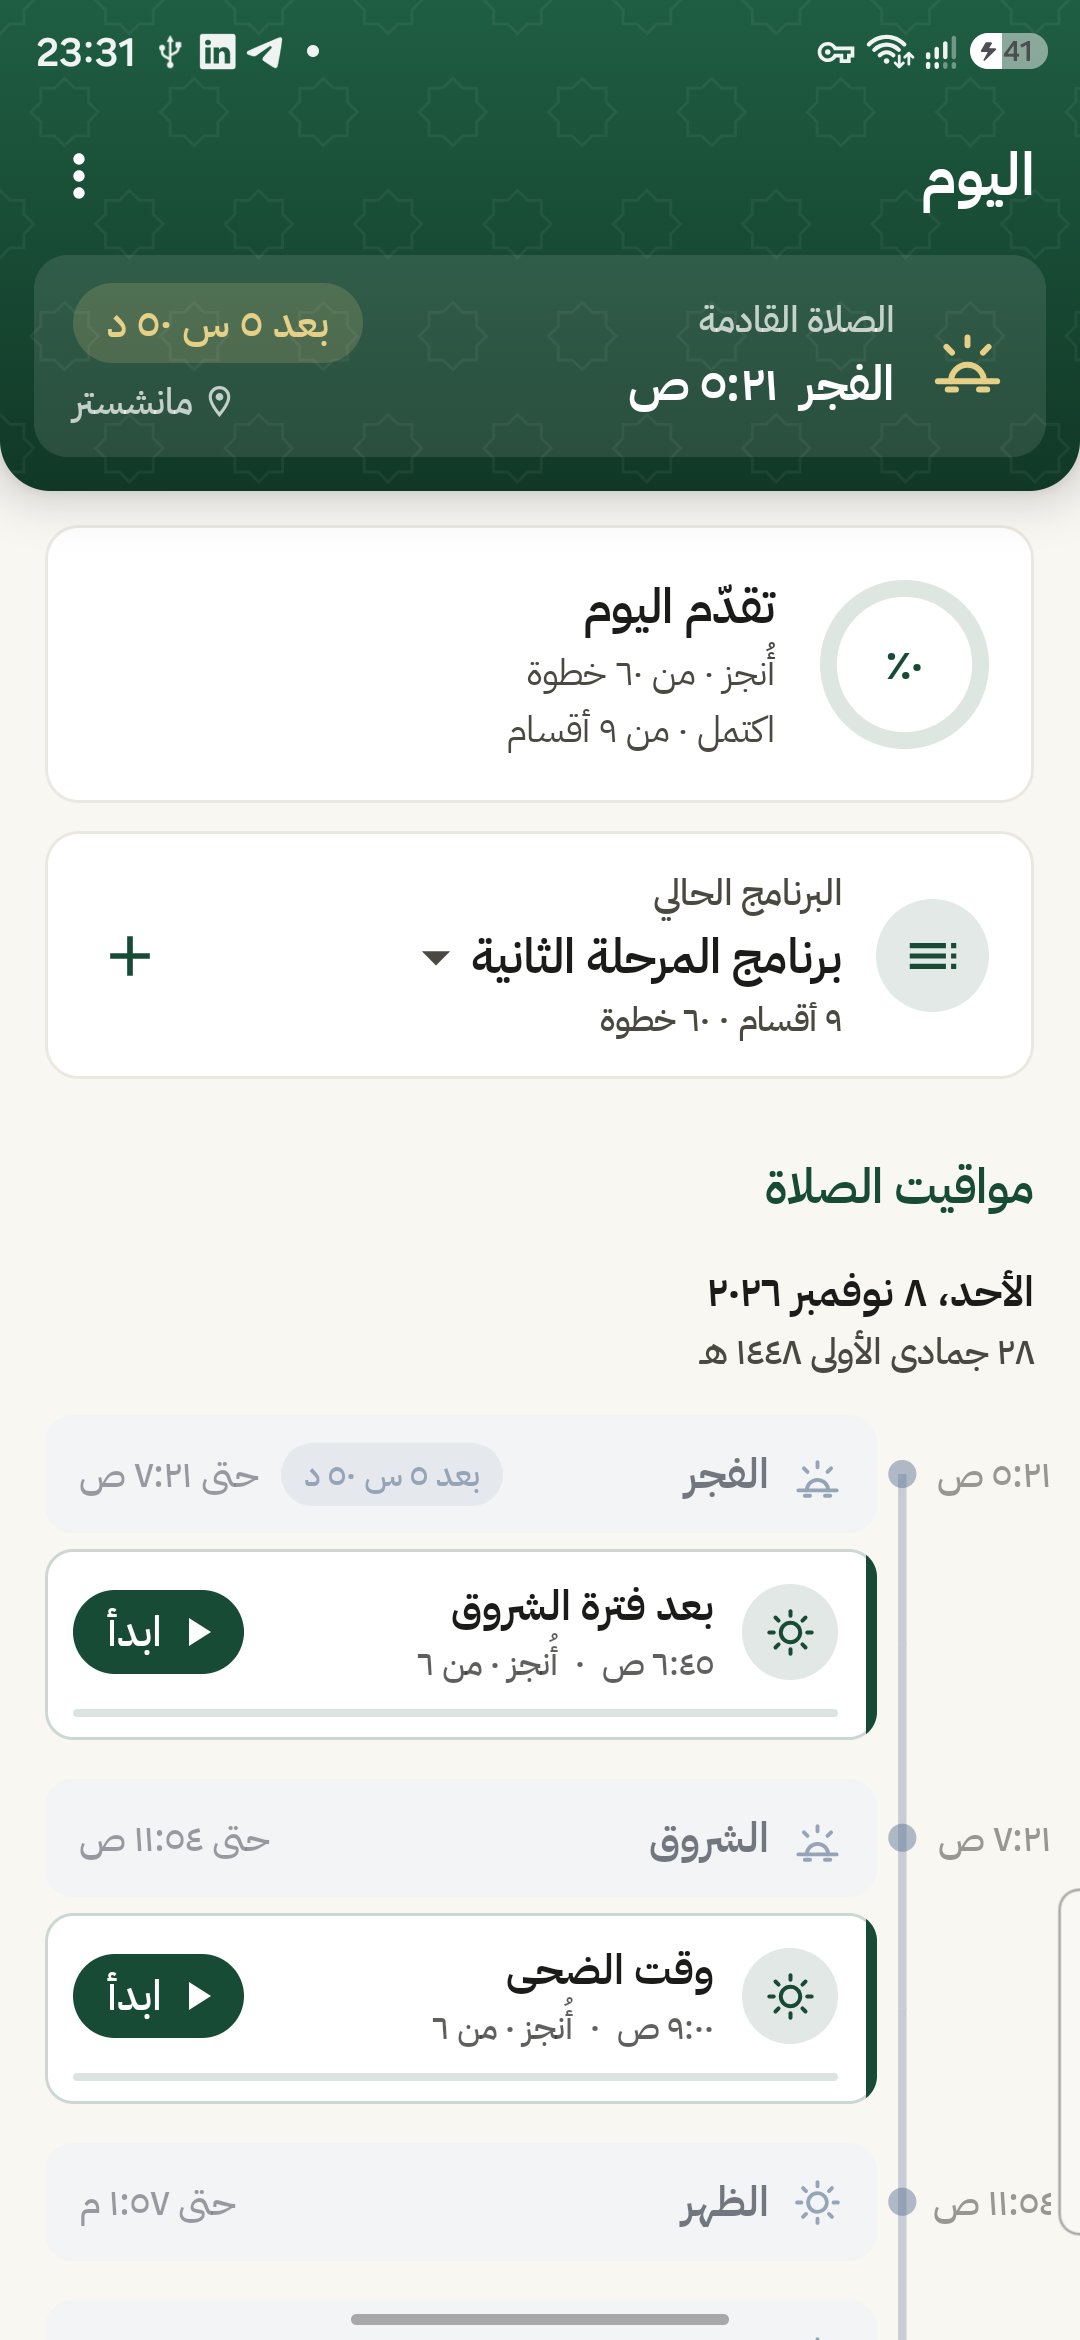 23:31
41
اليوم
الصلاة القادمة
الفجر ٥:٢١ ص
بعد ٥ س ٥٠ د
مانشستر
٠٪
تقدّم اليوم
أُنجز ٠ من ٦٠ خطوة
اكتمل ٠ من ٩ أقسام
البرنامج الحالي
برنامج المرحلة الثانية
٩ أقسام · ٦٠ خطوة
مواقيت الصلاة
الأحد، ٨ نوفمبر ٢٠٢٦
٢٨ جمادى الأولى ١٤٤٨ هـ
٥:٢١ ص
الفجر
بعد ٥ س ٥٠ د
حتى ٧:٢١ ص
بعد فترة الشروق
٦:٤٥ ص · أُنجز ٠ من ٦
ابدأ
٧:٢١ ص
الشروق
حتى ١١:٥٤ ص
وقت الضحى
٩:٠٠ ص · أُنجز ٠ من ٦
ابدأ
١١:٥٤ ص
الظهر
حتى ١:٥٧ م